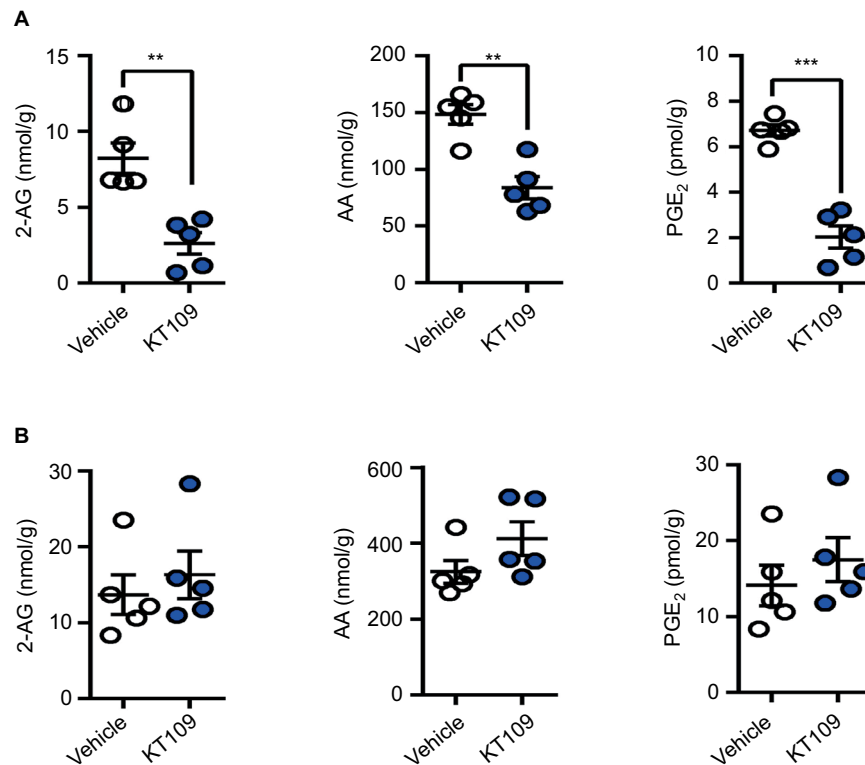 A
2-AG (nmol/g)
15
10
5
0
**
Vehicle
KT109
AA (nmol/g)
200
150
100
50
0
**
Vehicle
KT109
PGE2 (pmol/g)
10
8
6
4
2
0
***
Vehicle
KT109
B
2-AG (nmol/g)
30
20
10
0
Vehicle
KT109
AA (nmol/g)
600
400
200
0
Vehicle
KT109
PGE2 (pmol/g)
30
20
10
0
Vehicle
KT109